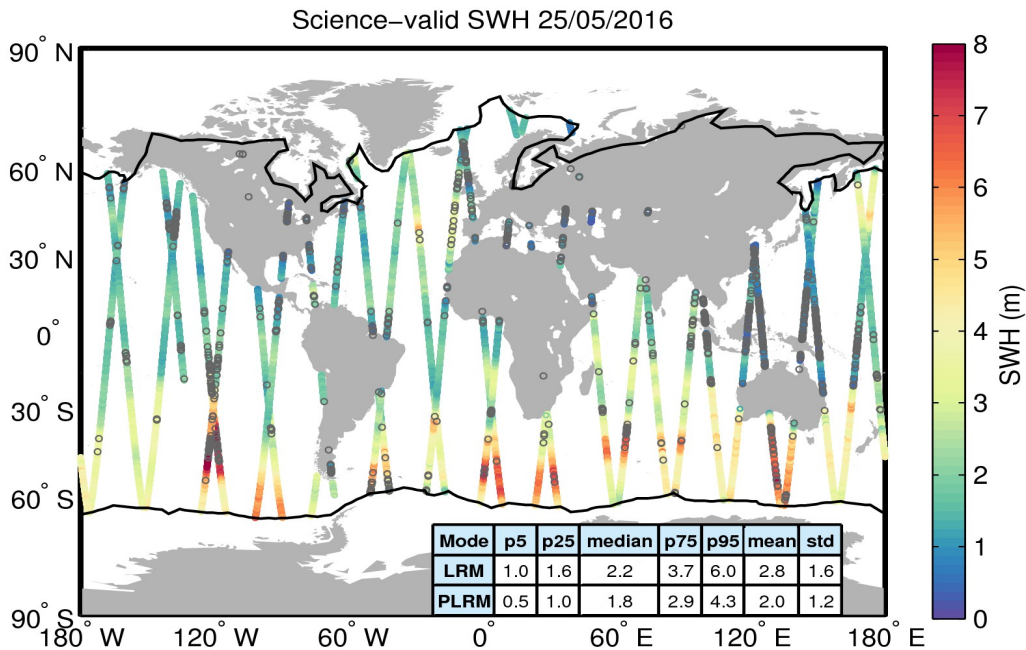 Science−valid SWH 25/05/2016
90° N
60° N
30° N
0°
30° S
60° S
90° S
180° W
120° W
60° W
0°
60° E
120° E
180° E
Mode p5 p25 median p75 p95 mean std
LRM 1.0 1.6 2.2 3.7 6.0 2.8 1.6
PLRM 0.5 1.0 1.8 2.9 4.3 2.0 1.2
8
7
6
5
4
3
2
1
0
SWH (m)